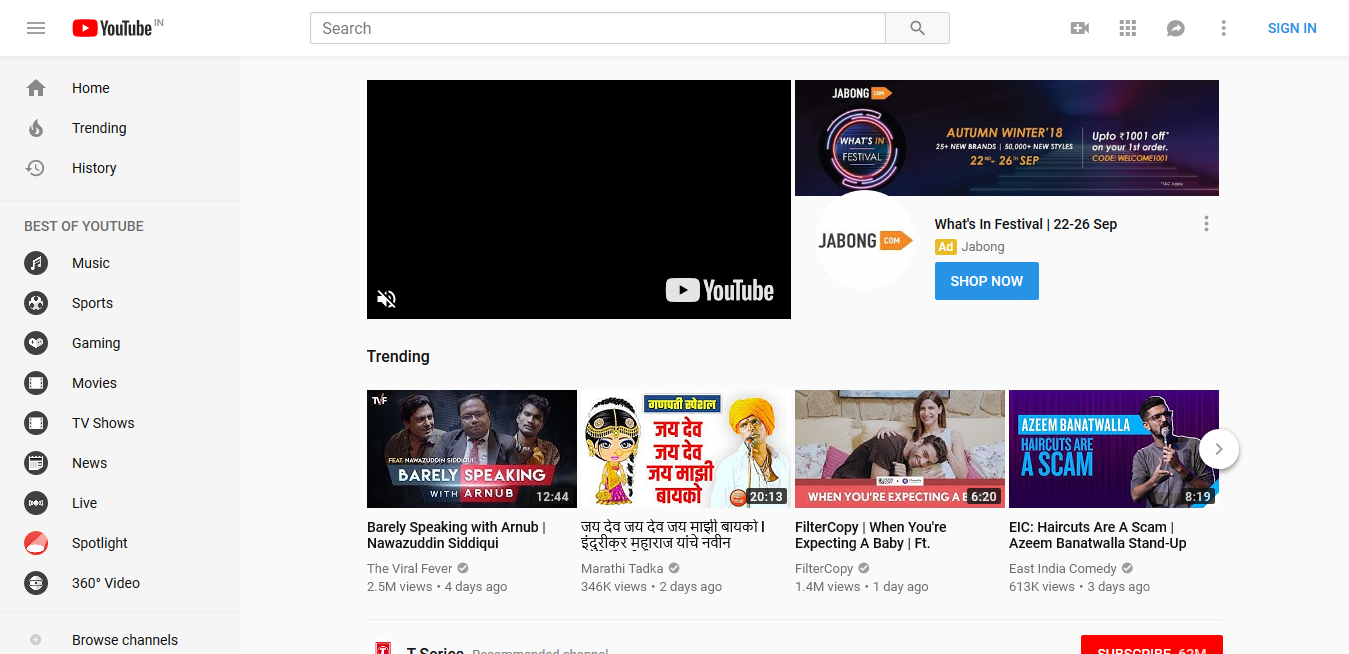 YouTube IN
Search
SIGN IN
Home
Trending
History
BEST OF YOUTUBE
Music
Sports
Gaming
Movies
TV Shows
News
Live
Spotlight
360° Video
Browse channels
YouTube
JABONG COM
WHAT'S IN
FESTIVAL
AUTUMN WINTER'18
25+ NEW BRANDS | 50,000+ NEW STYLES
22ND- 26TH SEP
Upto ₹1001 off*
on your 1st order.
CODE: WELCOME1001
*T&C Apply
JABONG COM
What's In Festival | 22-26 Sep
Ad Jabong
SHOP NOW
Trending
TVF
FEAT. NAWAZUDDIN SIDDIQUI
BARELY SPEAKING
WITH ARNUB
12:44
Barely Speaking with Arnub |
Nawazuddin Siddiqui
The Viral Fever
2.5M views • 4 days ago
गणपती स्पेशल
जय देव
जय देव
जय माझी
बायको
20:13
जय देव जय देव जय माझी बायको l
इंदुरीकर महाराज यांचे नवीन
Marathi Tadka
346K views • 2 days ago
WHEN YOU'RE EXPECTING A B
6:20
FilterCopy | When You're
Expecting A Baby | Ft.
FilterCopy
1.4M views • 1 day ago
AZEEM BANATWALLA
HAIRCUTS ARE
A SCAM
8:19
EIC: Haircuts Are A Scam |
Azeem Banatwalla Stand-Up
East India Comedy
613K views • 3 days ago
T-Series Recommended channel
SUBSCRIBE 62M